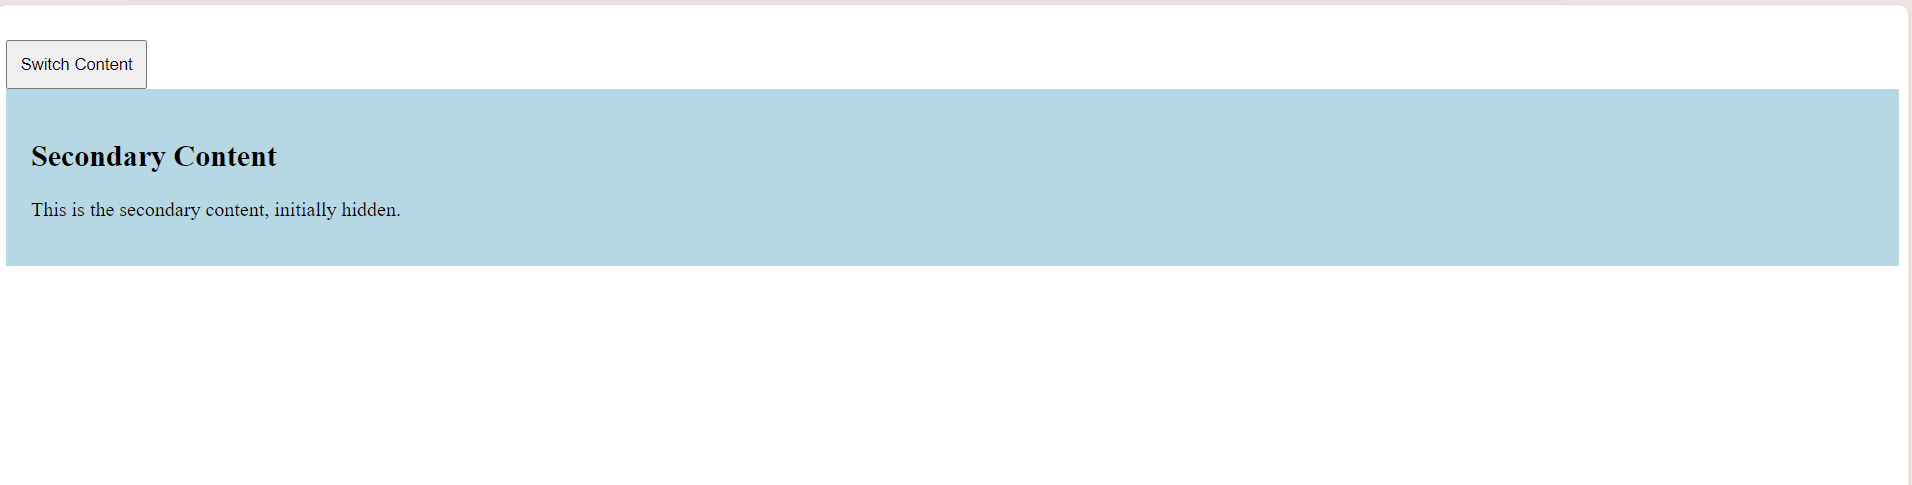 Switch Content
Secondary Content
This is the secondary content, initially hidden.